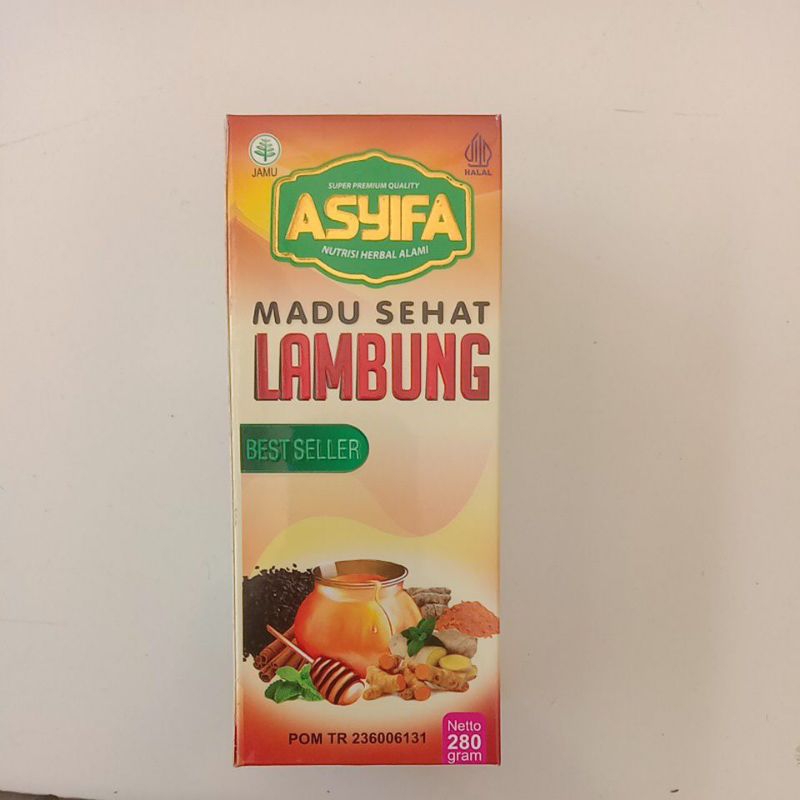 JAMU
HALAL
SUPER PREMIUM QUALITY
ASYIFA
NUTRISI HERBAL ALAMI
MADU SEHAT
LAMBUNG
BEST SELLER
POM TR 236006131
Netto
280
gram